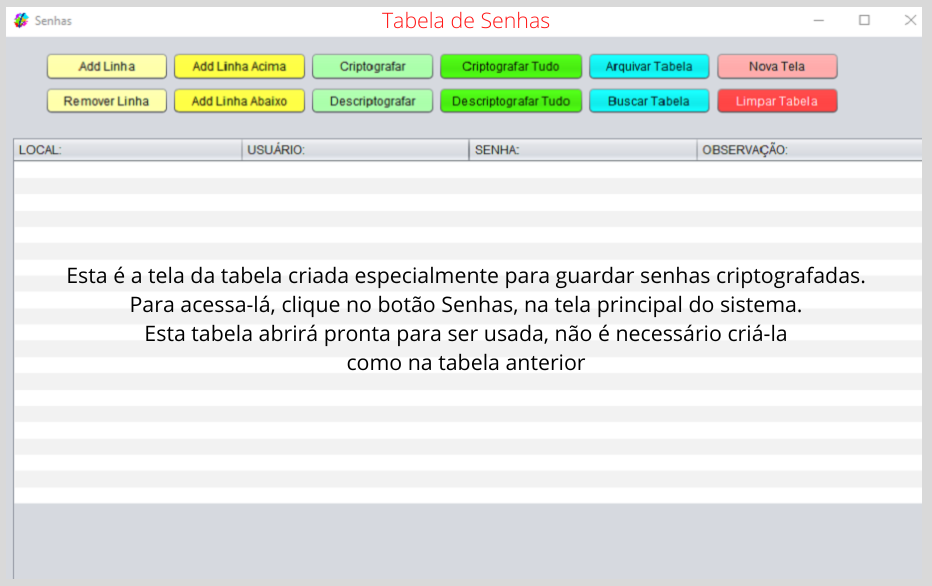 Senhas
Tabela de Senhas
Add Linha
Add Linha Acima
Criptografar
Criptografar Tudo
Arquivar Tabela
Nova Tela
Remover Linha
Add Linha Abaixo
Descriptografar
Descriptografar Tudo
Buscar Tabela
Limpar Tabela
LOCAL:
USUÁRIO:
SENHA:
OBSERVAÇÃO:
Esta é a tela da tabela criada especialmente para guardar senhas criptografadas.
Para acessa-lá, clique no botão Senhas, na tela principal do sistema.
Esta tabela abrirá pronta para ser usada, não é necessário criá-la
como na tabela anterior